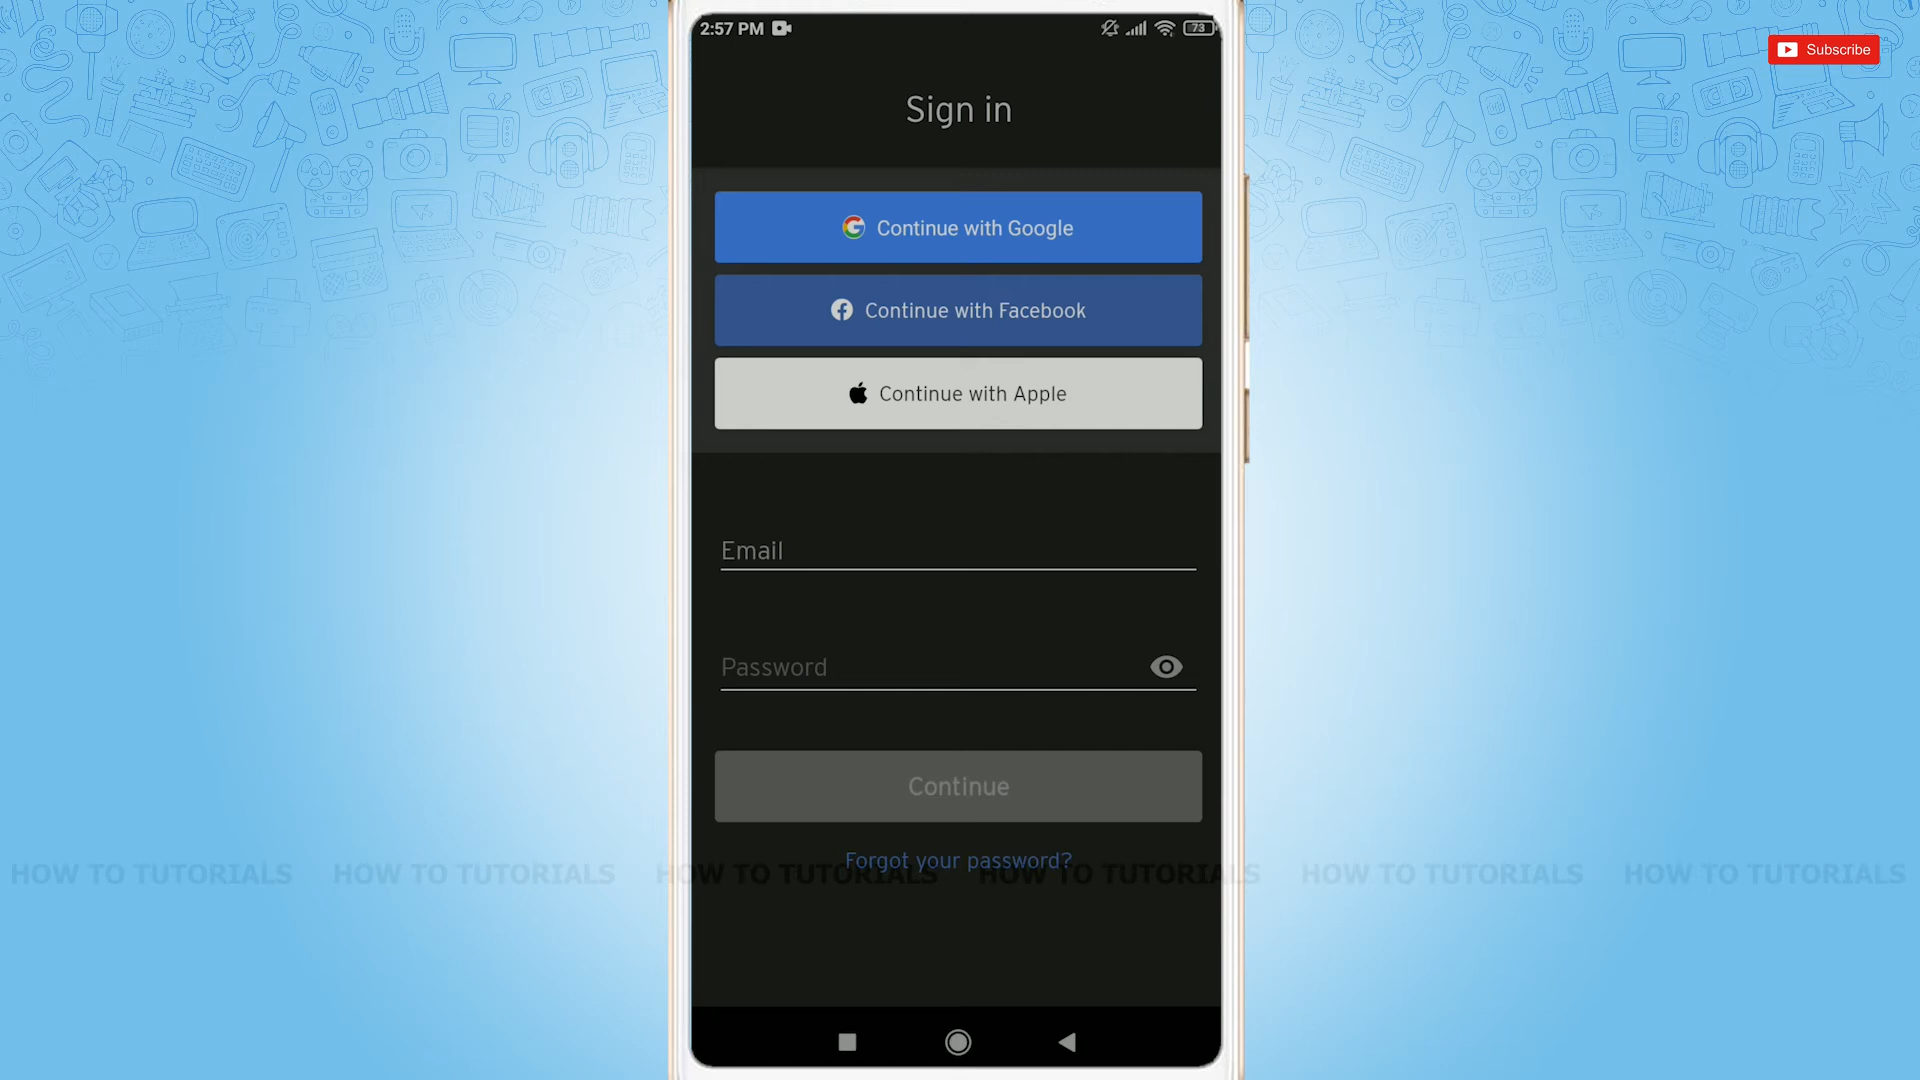 2:57 PM
73
Subscribe
Sign in
Continue with Google
Continue with Facebook
Continue with Apple
Email
Password
Continue
Forgot your password?
HOW TO TUTORIALS HOW TO TUTORIALS HOW TO TUTORIALS HOW TO TUTORIALS HOW TO TUTORIALS HOW TO TUTORIALS